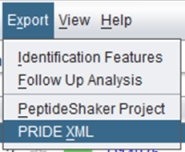 Export View Help
Identification Features
Follow Up Analysis
PeptideShaker Project
PRIDE XML